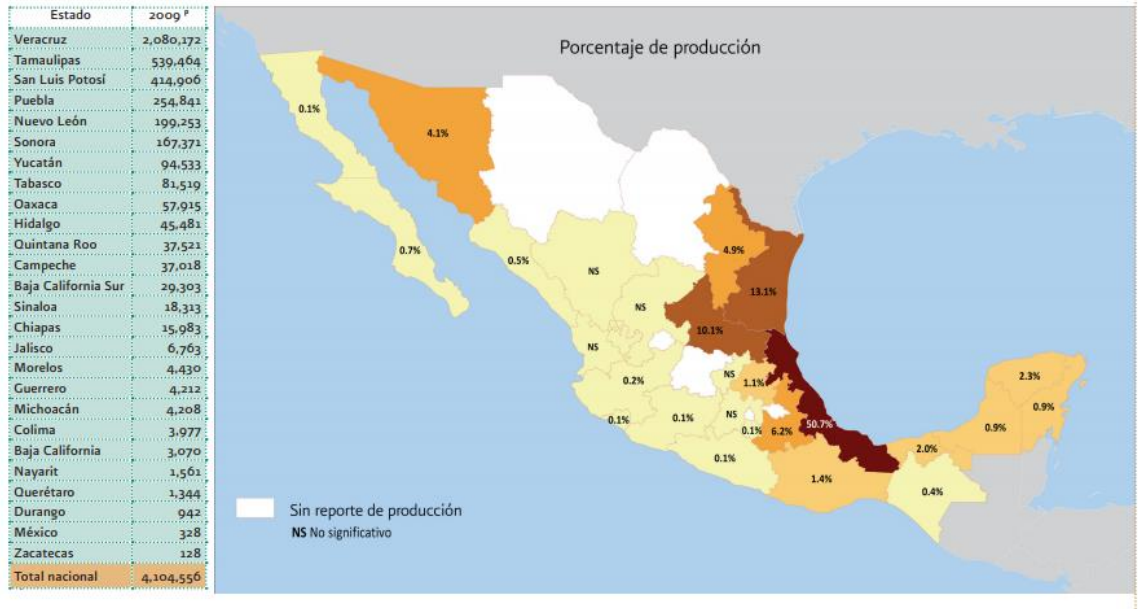 Estado 2009 P
Veracruz 2,080,172
Tamaulipas 539,464
San Luis Potosí 414,906
Puebla 254,841
Nuevo León 199,253
Sonora 167,371
Yucatán 94,533
Tabasco 81,519
Oaxaca 57,915
Hidalgo 45,481
Quintana Roo 37,521
Campeche 37,018
Baja California Sur 29,303
Sinaloa 18,313
Chiapas 15,983
Jalisco 6,763
Morelos 4,430
Guerrero 4,212
Michoacán 4,208
Colima 3,977
Baja California 3,070
Nayarit 1,561
Querétaro 1,344
Durango 942
México 328
Zacatecas 128
Total nacional 4,104,556
Porcentaje de producción
0.1%
4.1%
0.7%
0.5%
4.9%
NS
13.1%
NS
10.1%
NS
0.2%
NS
1.1%
2.3%
0.9%
0.1%
0.1%
NS
0.1%
6.2%
50.7%
0.9%
2.0%
0.1%
1.4%
0.4%
Sin reporte de producción
NS No significativo